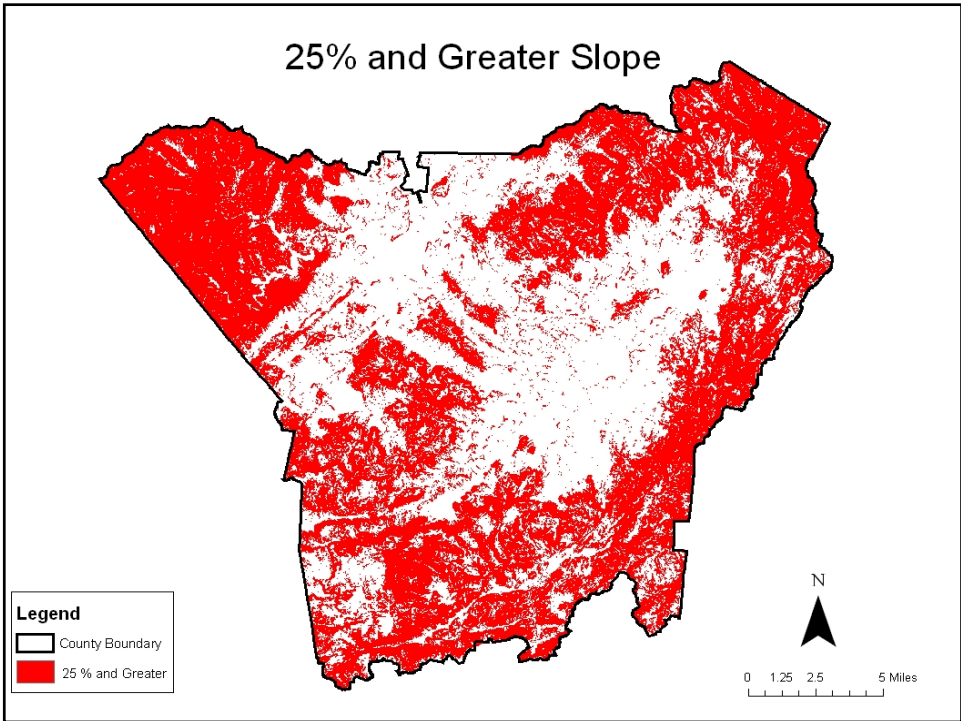 25% and Greater Slope
N
Legend
County Boundary
25 % and Greater
0 1.25 2.5 5 Miles